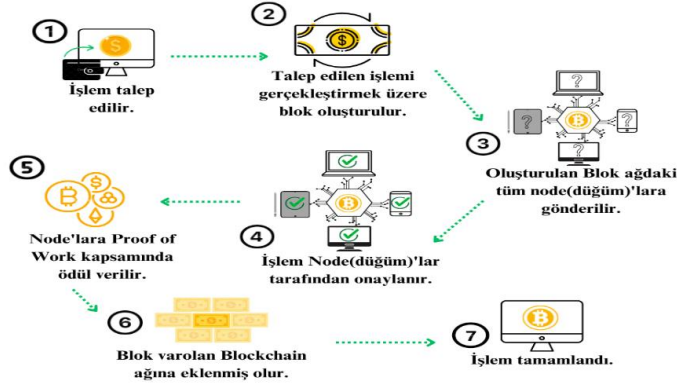 1
İşlem talep
edilir.
2
Talep edilen işlemi
gerçekleştirmek üzere
blok oluşturulur.
3
Oluşturulan Blok ağdaki
tüm node(düğüm)'lara
gönderilir.
4
İşlem Node(düğüm)'lar
tarafından onaylanır.
5
Node'lara Proof of
Work kapsamında
ödül verilir.
6
Blok varolan Blockchain
ağına eklenmiş olur.
7
İşlem tamamlandı.